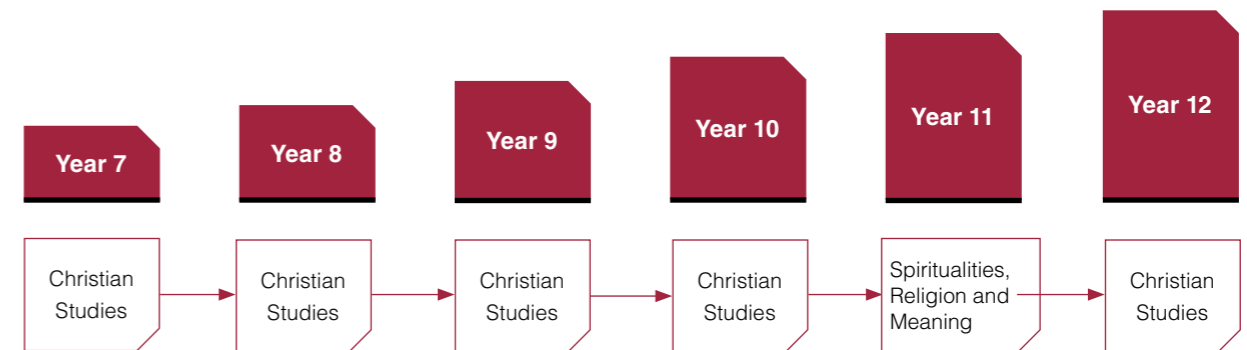 Year 7
Year 8
Year 9
Year 10
Year 11
Year 12
Christian
Studies
Christian
Studies
Christian
Studies
Christian
Studies
Spiritualities,
Religion and
Meaning
Christian
Studies